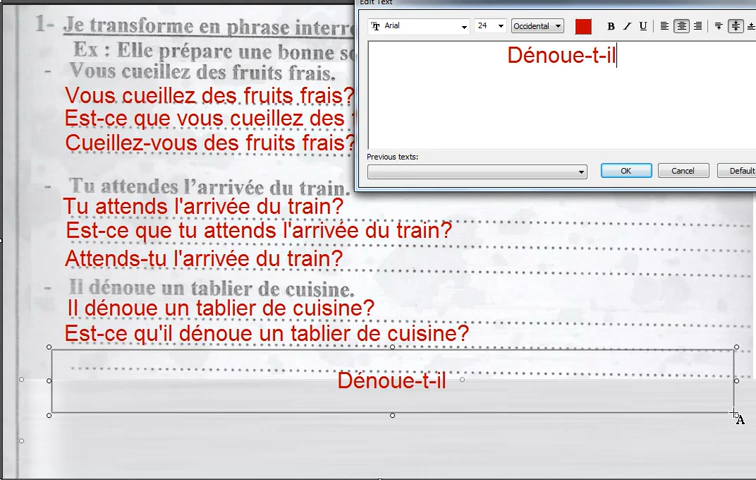 Edit Text
Arial 24 Occidental B I U
Dénoue-t-il
Previous texts:
OK Cancel Default
1- Je transforme en phrase interr
Ex : Elle prépare une bonne
- Vous cueillez des fruits frais.
Vous cueillez des fruits frais?
Est-ce que vous cueillez des
Cueillez-vous des fruits frais?
- Tu attendes l'arrivée du train.
Tu attends l'arrivée du train?
Est-ce que tu attends l'arrivée du train?
Attends-tu l'arrivée du train?
- Il dénoue un tablier de cuisine.
Il dénoue un tablier de cuisine?
Est-ce qu'il dénoue un tablier de cuisine?
Dénoue-t-il
A